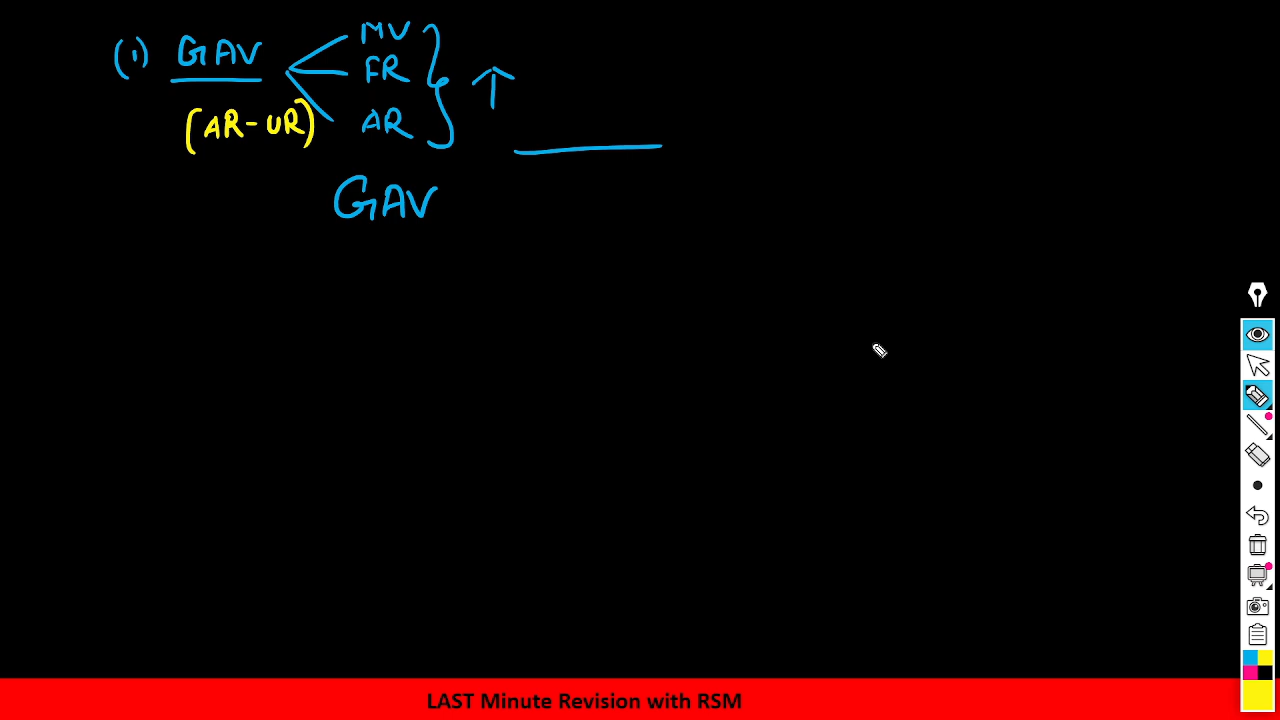 (1) GAV MV
FR
(AR-UR) AR
GAV
LAST Minute Revision with RSM